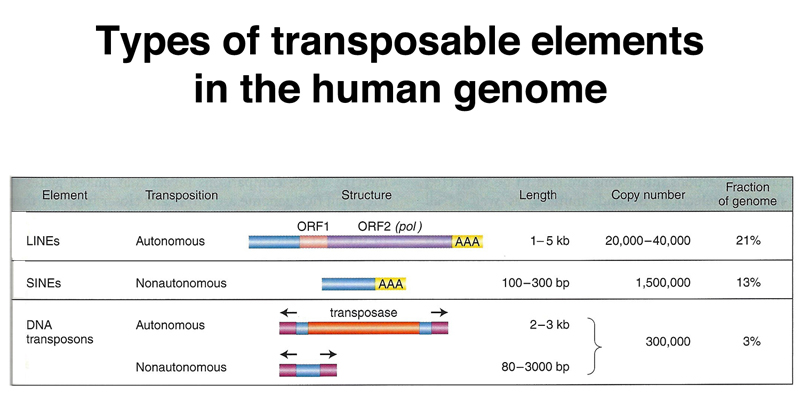 Types of transposable elements
in the human genome
Element Transposition Structure Length Copy number Fraction of genome
ORF1 ORF2 (pol)
LINEs Autonomous AAA 1–5 kb 20,000–40,000 21%
SINEs Nonautonomous AAA 100–300 bp 1,500,000 13%
DNA transposons Autonomous transposase 2–3 kb
300,000 3%
Nonautonomous 80–3000 bp